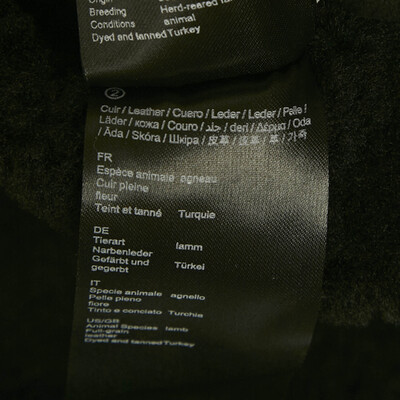 Breeding Herd-reared
Conditions animal
Dyed and tanned Turkey
②
Cuir / Leather / Cuero / Leder / Leder / Pelle /
Läder / кожа / Couro / جلد / deri / Δέρμα / Oda
/ Āda / Skóra / Шкіра / 皮革 / 皮革 / 革 / 가죽
FR
Espèce animale agneau
Cuir pleine
fleur
Teint et tanné Turquie
DE
Tierart lamm
Narbenleder
Gefärbt und Türkei
gegerbt
IT
Specie animale agnello
Pelle pieno
fiore
Tinto e conciato Turchia
US/GB
Animal Species lamb
Full-grain
leather
Dyed and tanned Turkey